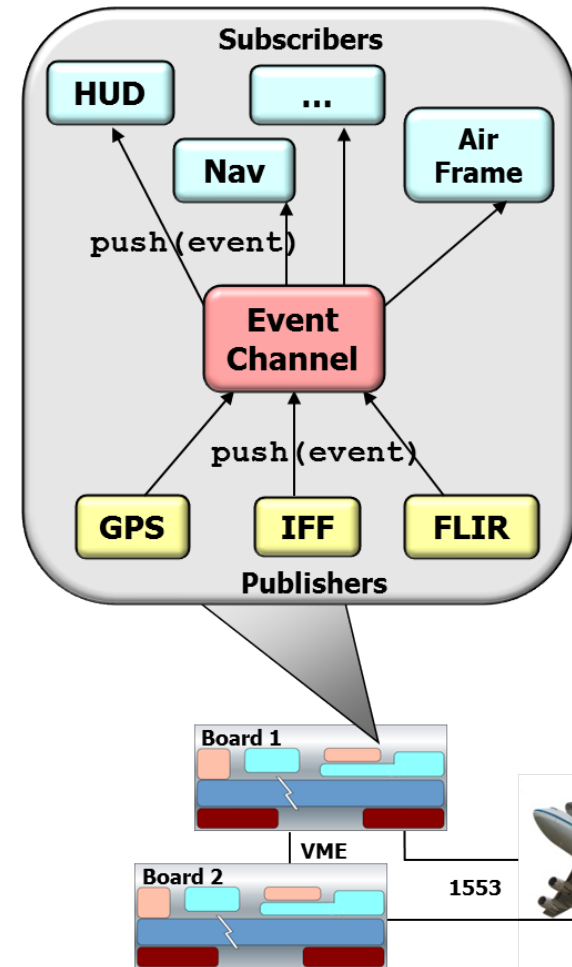 Subscribers
HUD
...
Nav
Air
Frame
push(event)
Event
Channel
push(event)
GPS
IFF
FLIR
Publishers
Board 1
VME
Board 2
1553